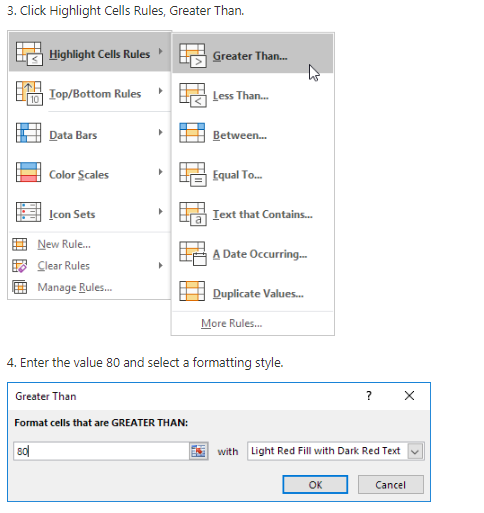 3. Click Highlight Cells Rules, Greater Than.
Highlight Cells Rules
Top/Bottom Rules
Data Bars
Color Scales
Icon Sets
New Rule...
Clear Rules
Manage Rules...
Greater Than...
Less Than...
Between...
Equal To...
Text that Contains...
A Date Occurring...
Duplicate Values...
More Rules...
4. Enter the value 80 and select a formatting style.
Greater Than ? X
Format cells that are GREATER THAN:
80 with Light Red Fill with Dark Red Text
OK Cancel